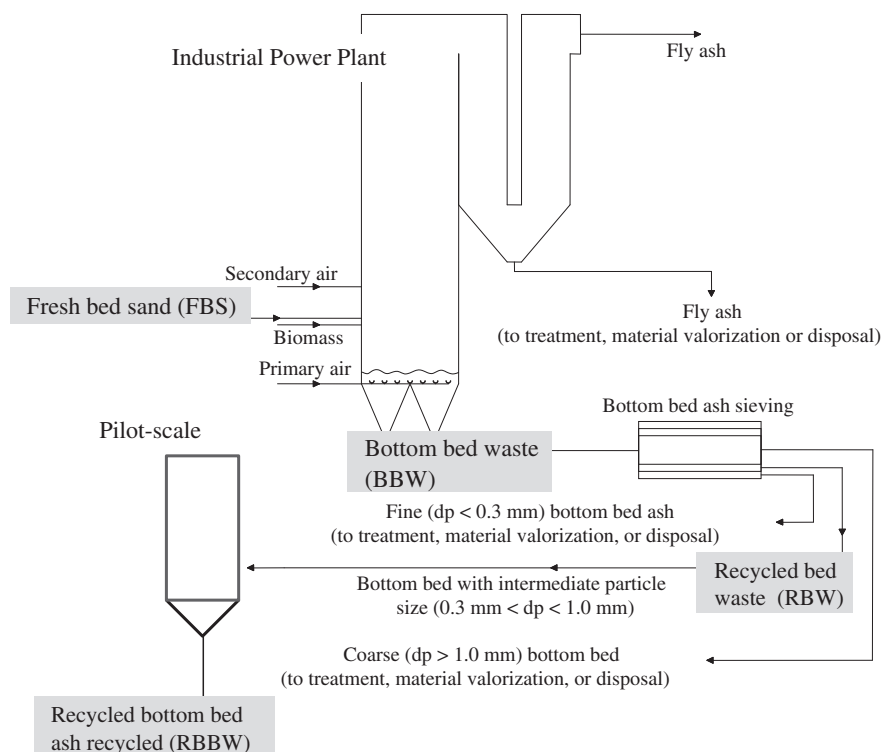 Industrial Power Plant
Fly ash
Secondary air
Fresh bed sand (FBS)
Biomass
Fly ash
(to treatment, material valorization or disposal)
Primary air
Bottom bed ash sieving
Pilot-scale
Bottom bed waste
(BBW)
Fine (dp < 0.3 mm) bottom bed ash
(to treatment, material valorization, or disposal)
Recycled bed
waste (RBW)
Bottom bed with intermediate particle
size (0.3 mm < dp < 1.0 mm)
Coarse (dp > 1.0 mm) bottom bed
(to treatment, material valorization, or disposal)
Recycled bottom bed
ash recycled (RBBW)